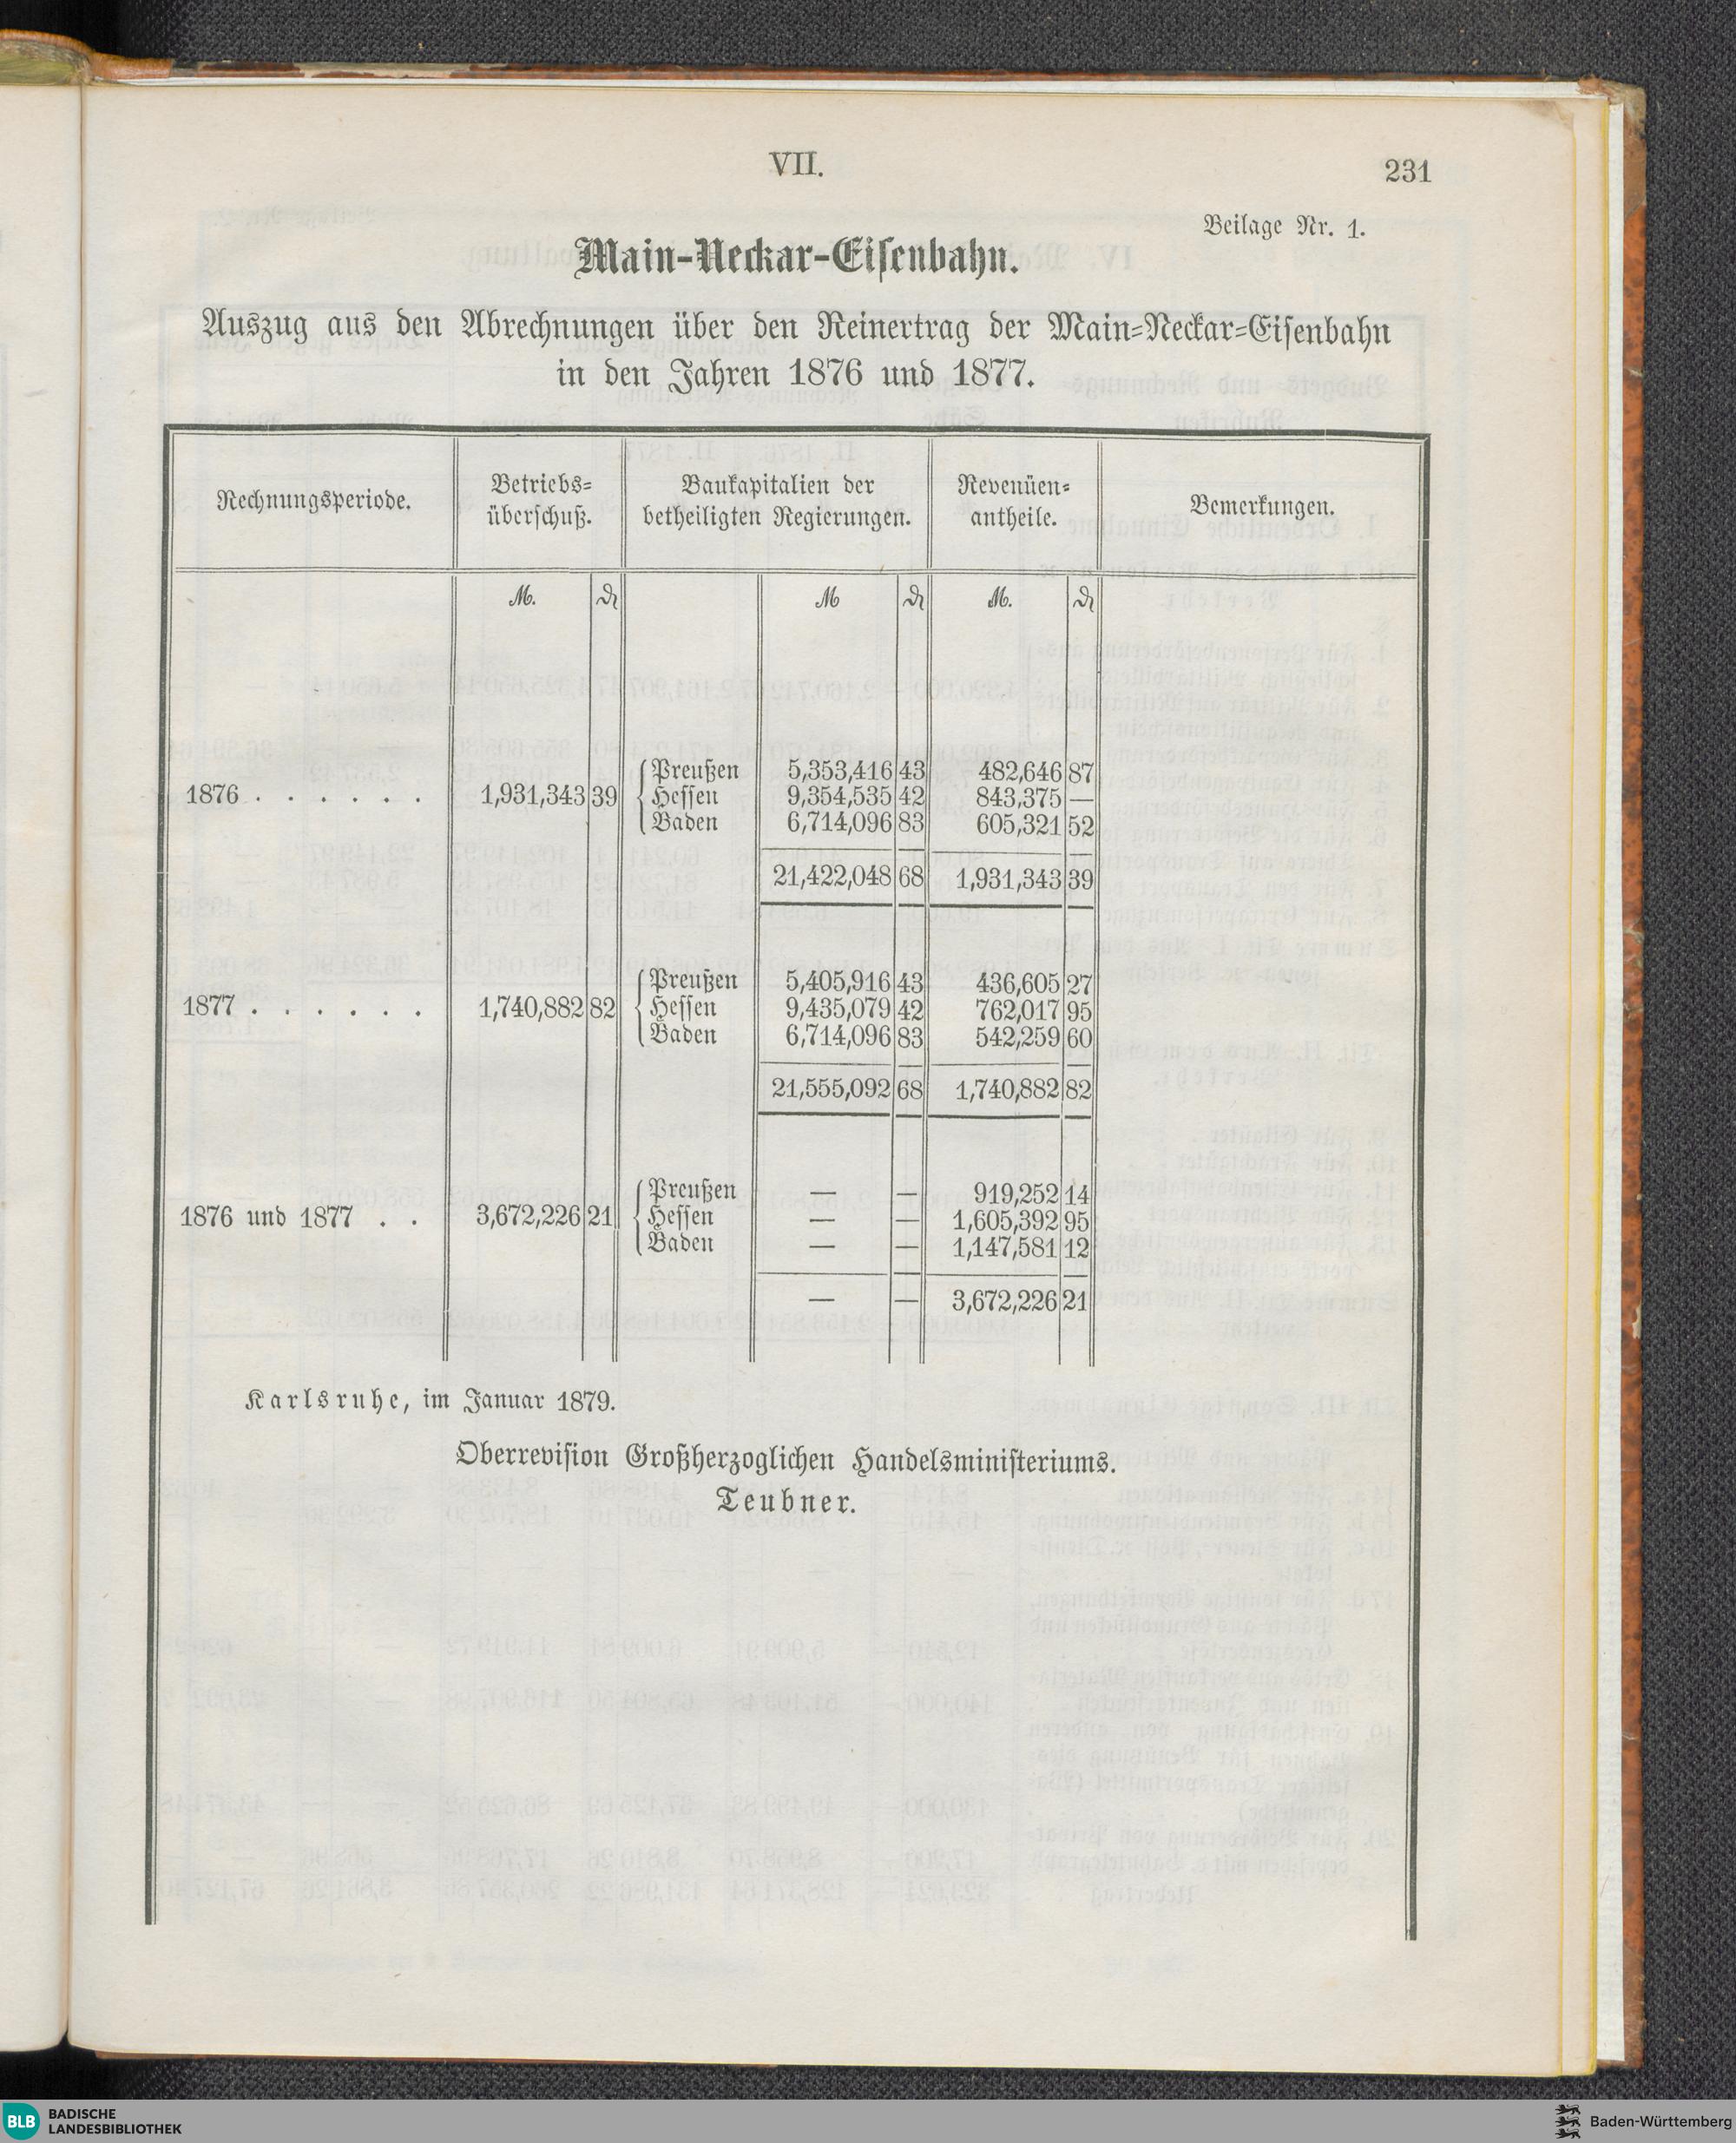 VII.
231
Beilage Nr. 1.
Main-Neckar-Eisenbahn.
Auszug aus den Abrechnungen über den Reinertrag der Main-Neckar-Eisenbahn
in den Jahren 1876 und 1877.
Rechnungsperiode. Betriebs-überschuß. Baukapitalien der betheiligten Regierungen. Revenüen-antheile. Bemerkungen.
M. ₰ M ₰ M. ₰
Preußen 5,353,416 43 482,646 87
1876 . . . . . . 1,931,343 39 Hessen 9,354,535 42 843,375 —
Baden 6,714,096 83 605,321 52
21,422,048 68 1,931,343 39
Preußen 5,405,916 43 436,605 27
1877 . . . . . . 1,740,882 82 Hessen 9,435,079 42 762,017 95
Baden 6,714,096 83 542,259 60
21,555,092 68 1,740,882 82
Preußen — — 919,252 14
1876 und 1877 . . 3,672,226 21 Hessen — — 1,605,392 95
Baden — — 1,147,581 12
— — 3,672,226 21
Karlsruhe, im Januar 1879.
Oberrevision Großherzoglichen Handelsministeriums.
Teubner.
BLB BADISCHE
LANDESBIBLIOTHEK
Baden-Württemberg